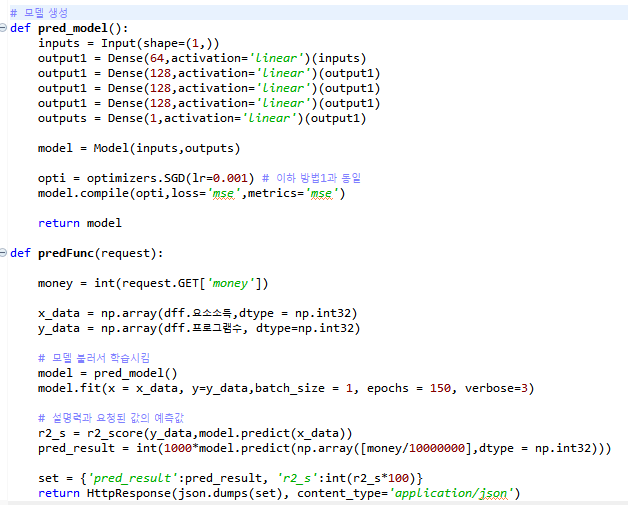 # 모델 생성
def pred_model():
    inputs = Input(shape=(1,))
    output1 = Dense(64,activation='linear')(inputs)
    output1 = Dense(128,activation='linear')(output1)
    output1 = Dense(128,activation='linear')(output1)
    output1 = Dense(128,activation='linear')(output1)
    outputs = Dense(1,activation='linear')(output1)
    model = Model(inputs,outputs)
    opti = optimizers.SGD(lr=0.001) # 이하 방법1과 동일
    model.compile(opti,loss='mse',metrics='mse')
    return model
def predFunc(request):
    money = int(request.GET['money'])
    x_data = np.array(dff.요소소득,dtype = np.int32)
    y_data = np.array(dff.프로그램수, dtype=np.int32)
    # 모델 불러서 학습시킴
    model = pred_model()
    model.fit(x = x_data, y=y_data,batch_size = 1, epochs = 150, verbose=3)
    # 설명력과 요청된 값의 예측값
    r2_s = r2_score(y_data,model.predict(x_data))
    pred_result = int(1000*model.predict(np.array([money/10000000],dtype = np.int32)))
    set = {'pred_result':pred_result, 'r2_s':int(r2_s*100)}
    return HttpResponse(json.dumps(set), content_type='application/json')